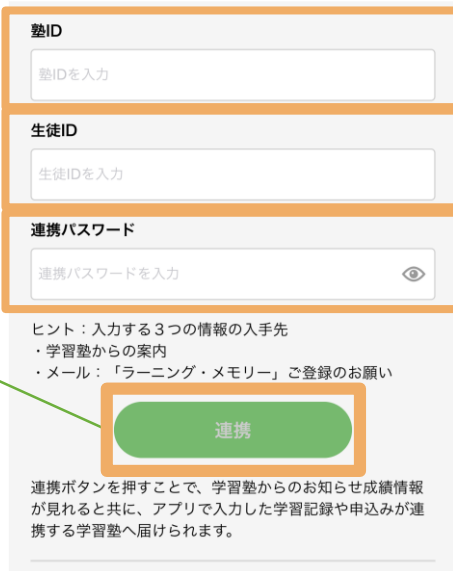 塾ID
塾IDを入力
生徒ID
生徒IDを入力
連携パスワード
連携パスワードを入力
ヒント：入力する３つの情報の入手先
・学習塾からの案内
・メール：「ラーニング・メモリー」ご登録のお願い
連携
連携ボタンを押すことで、学習塾からのお知らせ成績情報
が見れると共に、アプリで入力した学習記録や申込みが連
携する学習塾へ届けられます。